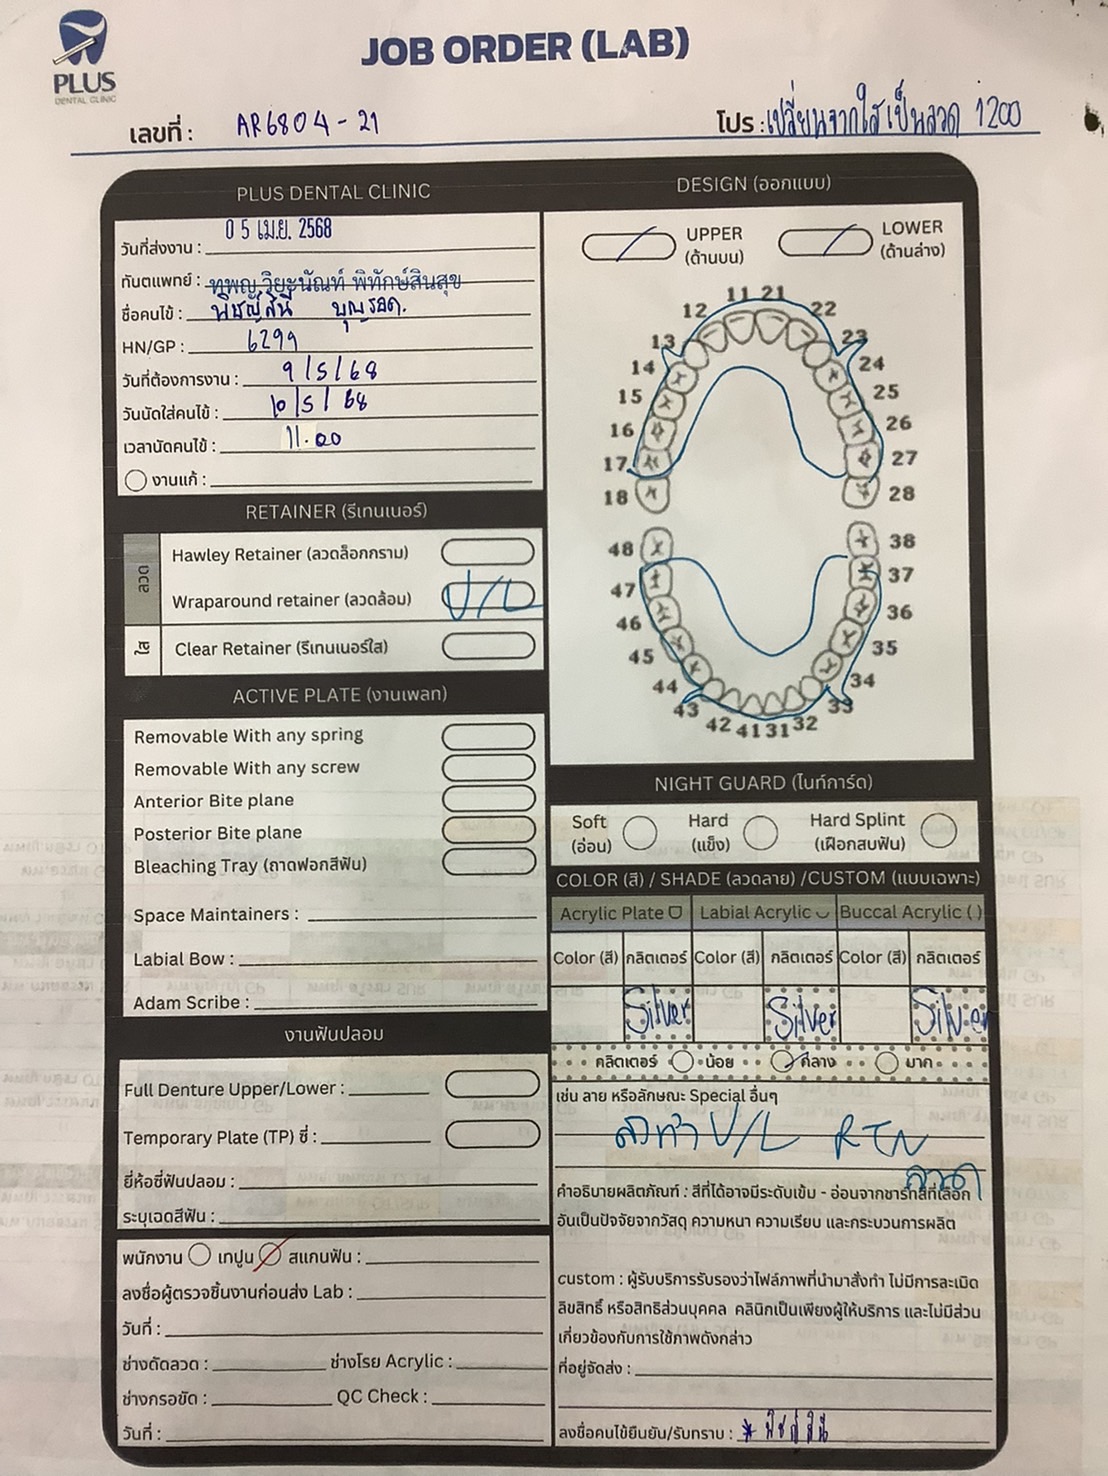 PLUS
DENTAL CLINIC
JOB ORDER (LAB)
เลขที่ : AR6804-21
โปร : เปลี่ยนจากใสเป็นลวด 1200
PLUS DENTAL CLINIC
วันที่ส่งงาน : 05 เม.ย. 2568
ทันตแพทย์ : ทพญ.วิยะนัณท์ พิทักษ์สินสุข
ชื่อคนไข้ : พิชญ์สินี บุญรอด.
HN/GP : 6299
วันที่ต้องการงาน : 9/5/68
วันนัดใส่คนไข้ : 10/5/68
เวลานัดคนไข้ : 11.00
งานแก้ :
DESIGN (ออกแบบ)
UPPER
(ด้านบน)
LOWER
(ด้านล่าง)
11 21
12 22
13 23
14 24
15 25
16 26
17 27
18 28
48 38
47 37
46 36
45 35
44 34
43 33
42 41 31 32
RETAINER (รีเทนเนอร์)
ลวด
Hawley Retainer (ลวดล็อกกราม)
Wraparound retainer (ลวดล้อม) U/L
ใส
Clear Retainer (รีเทนเนอร์ใส)
ACTIVE PLATE (งานเพลท)
Removable With any spring
Removable With any screw
Anterior Bite plane
Posterior Bite plane
Bleaching Tray (ถาดฟอกสีฟัน)
Space Maintainers :
Labial Bow :
Adam Scribe :
งานฟันปลอม
Full Denture Upper/Lower :
Temporary Plate (TP) ซี่ :
ยี่ห้อซี่ฟันปลอม :
ระบุเฉดสีฟัน :
พนักงาน เทปูน สแกนฟัน :
ลงชื่อผู้ตรวจชิ้นงานก่อนส่ง Lab :
วันที่ :
ช่างดัดลวด : ช่างโรย Acrylic :
ช่างกรอขัด : QC Check :
วันที่ :
NIGHT GUARD (ไนท์การ์ด)
Soft
(อ่อน)
Hard
(แข็ง)
Hard Splint
(เฝือกสบฟัน)
COLOR (สี) / SHADE (ลวดลาย) /CUSTOM (แบบเฉพาะ)
Acrylic Plate Labial Acrylic Buccal Acrylic ( )
Color (สี) กลิตเตอร์ Color (สี) กลิตเตอร์ Color (สี) กลิตเตอร์
Silver Silver Silver
กลิตเตอร์ น้อย กลาง มาก
เช่น ลาย หรือลักษณะ Special อื่นๆ
สั่งทำ U/L RTN
ลวด
คำอธิบายผลิตภัณฑ์ : สีที่ได้อาจมีระดับเข้ม - อ่อนจากชาร์ทสีที่เลือก
อันเป็นปัจจัยจากวัสดุ ความหนา ความเรียบ และกระบวนการผลิต
custom : ผู้รับบริการรับรองว่าไฟล์ภาพที่นำมาสั่งทำ ไม่มีการละเมิด
ลิขสิทธิ์ หรือสิทธิส่วนบุคคล คลินิกเป็นเพียงผู้ให้บริการ และไม่มีส่วน
เกี่ยวข้องกับการใช้ภาพดังกล่าว
ที่อยู่จัดส่ง :
ลงชื่อคนไข้ยืนยัน/รับทราบ : * พิชญ์สินี